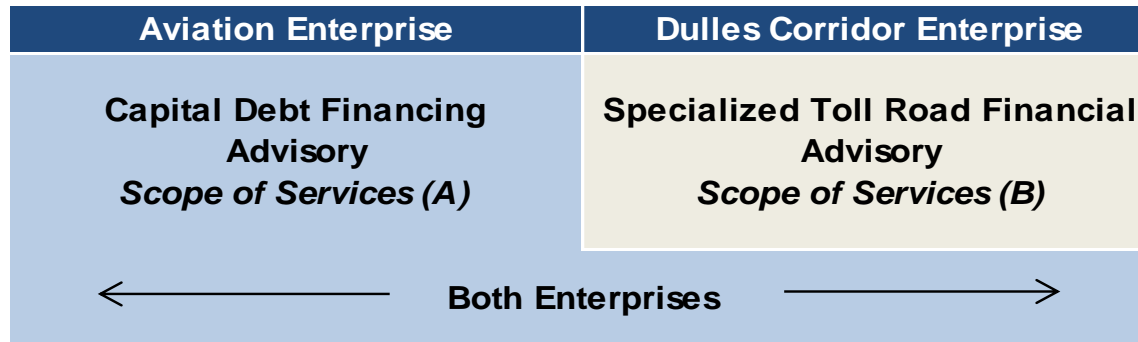 Aviation Enterprise
Dulles Corridor Enterprise
Capital Debt Financing
Advisory
Scope of Services (A)
Specialized Toll Road Financial
Advisory
Scope of Services (B)
Both Enterprises